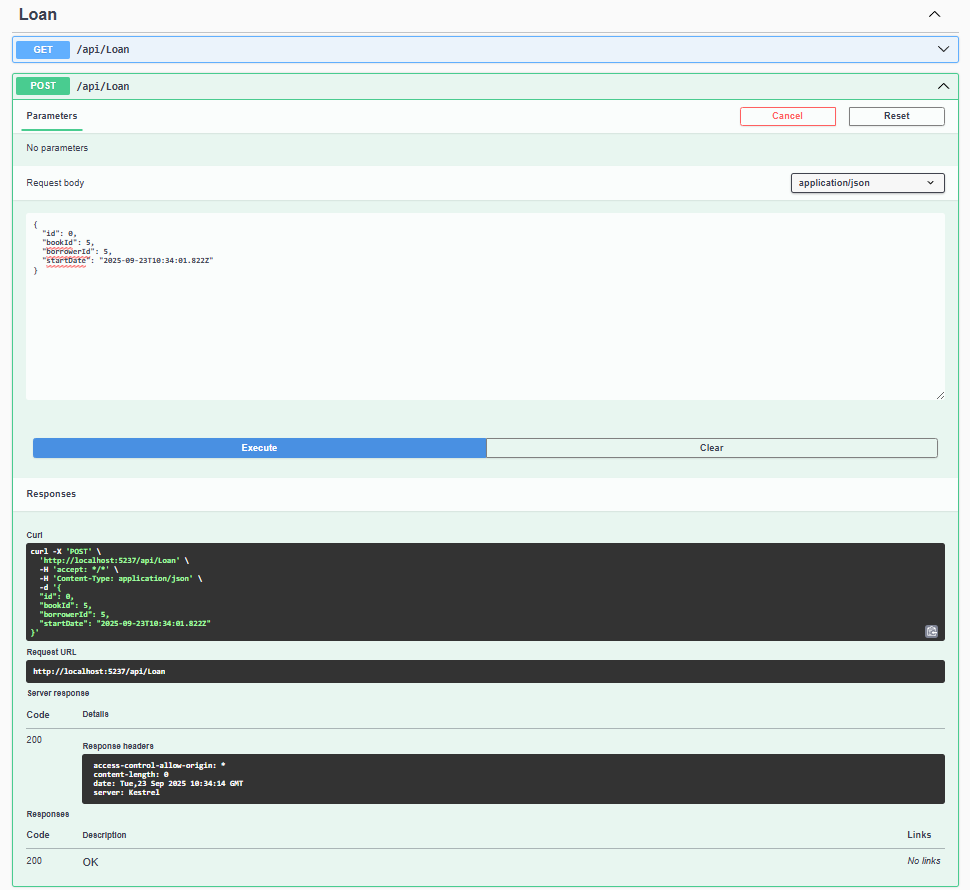 Loan
GET /api/Loan
POST /api/Loan
Parameters
Cancel
Reset
No parameters
Request body
application/json
{
  "id": 0,
  "bookId": 5,
  "borrowerId": 5,
  "startDate": "2025-09-23T10:34:01.822Z"
}
Execute
Clear
Responses
Curl
curl -X 'POST' \
  'http://localhost:5237/api/Loan' \
  -H 'accept: */*' \
  -H 'Content-Type: application/json' \
  -d '{
  "id": 0,
  "bookId": 5,
  "borrowerId": 5,
  "startDate": "2025-09-23T10:34:01.822Z"
}'
Request URL
http://localhost:5237/api/Loan
Server response
Code Details
200
Response headers
access-control-allow-origin: *
content-length: 0
date: Tue,23 Sep 2025 10:34:14 GMT
server: Kestrel
Responses
Code Description Links
200 OK No links